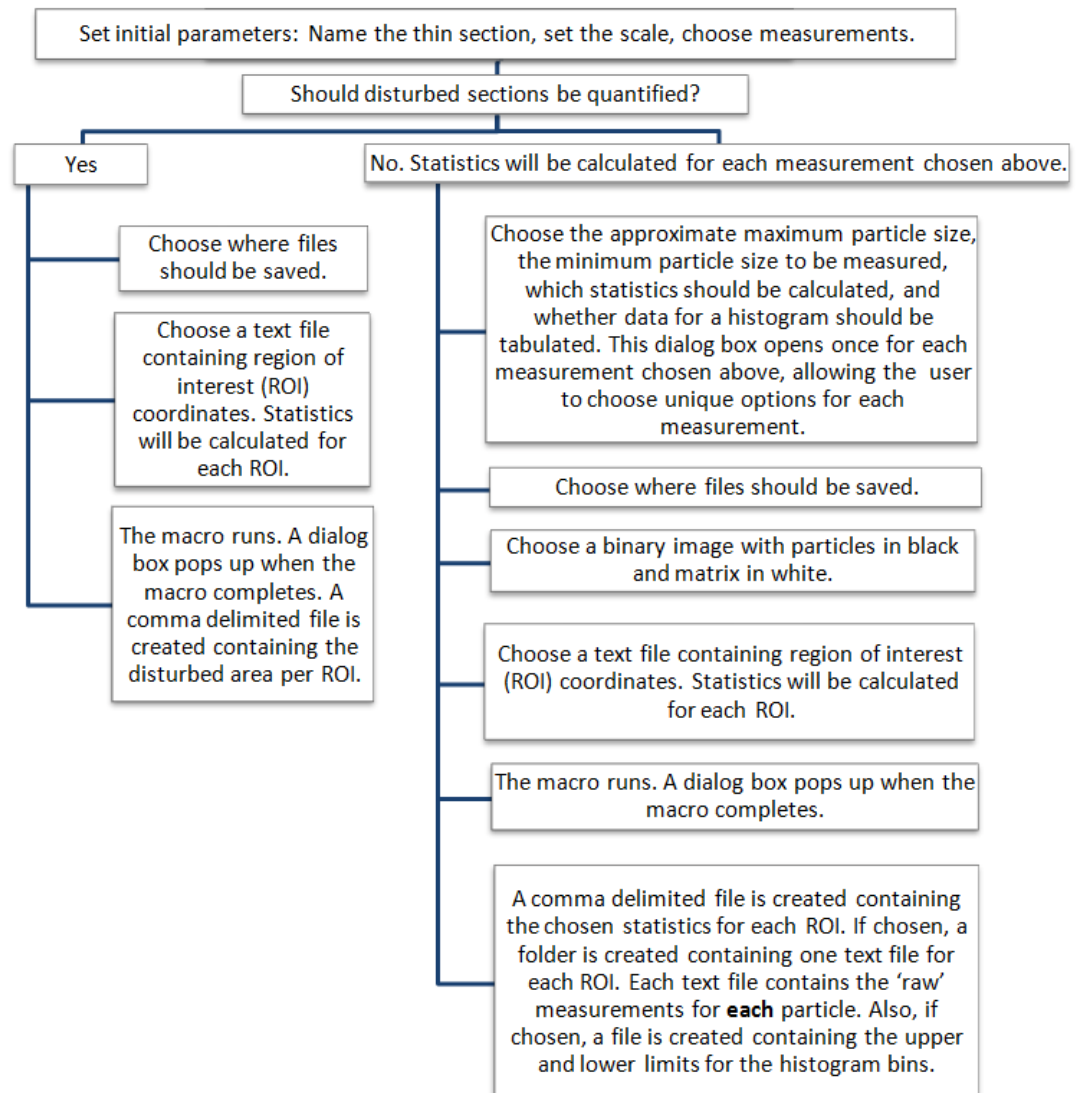 Set initial parameters: Name the thin section, set the scale, choose measurements.
Should disturbed sections be quantified?
Yes
Choose where files
should be saved.
Choose a text file
containing region of
interest (ROI)
coordinates. Statistics
will be calculated for
each ROI.
The macro runs. A dialog
box pops up when the
macro completes. A
comma delimited file is
created containing the
disturbed area per ROI.
No. Statistics will be calculated for each measurement chosen above.
Choose the approximate maximum particle size,
the minimum particle size to be measured,
which statistics should be calculated, and
whether data for a histogram should be
tabulated. This dialog box opens once for each
measurement chosen above, allowing the user
to choose unique options for each
measurement.
Choose where files should be saved.
Choose a binary image with particles in black
and matrix in white.
Choose a text file containing region of interest
(ROI) coordinates. Statistics will be calculated
for each ROI.
The macro runs. A dialog box pops up when the
macro completes.
A comma delimited file is created containing
the chosen statistics for each ROI. If chosen, a
folder is created containing one text file for
each ROI. Each text file contains the ‘raw’
measurements for each particle. Also, if
chosen, a file is created containing the upper
and lower limits for the histogram bins.